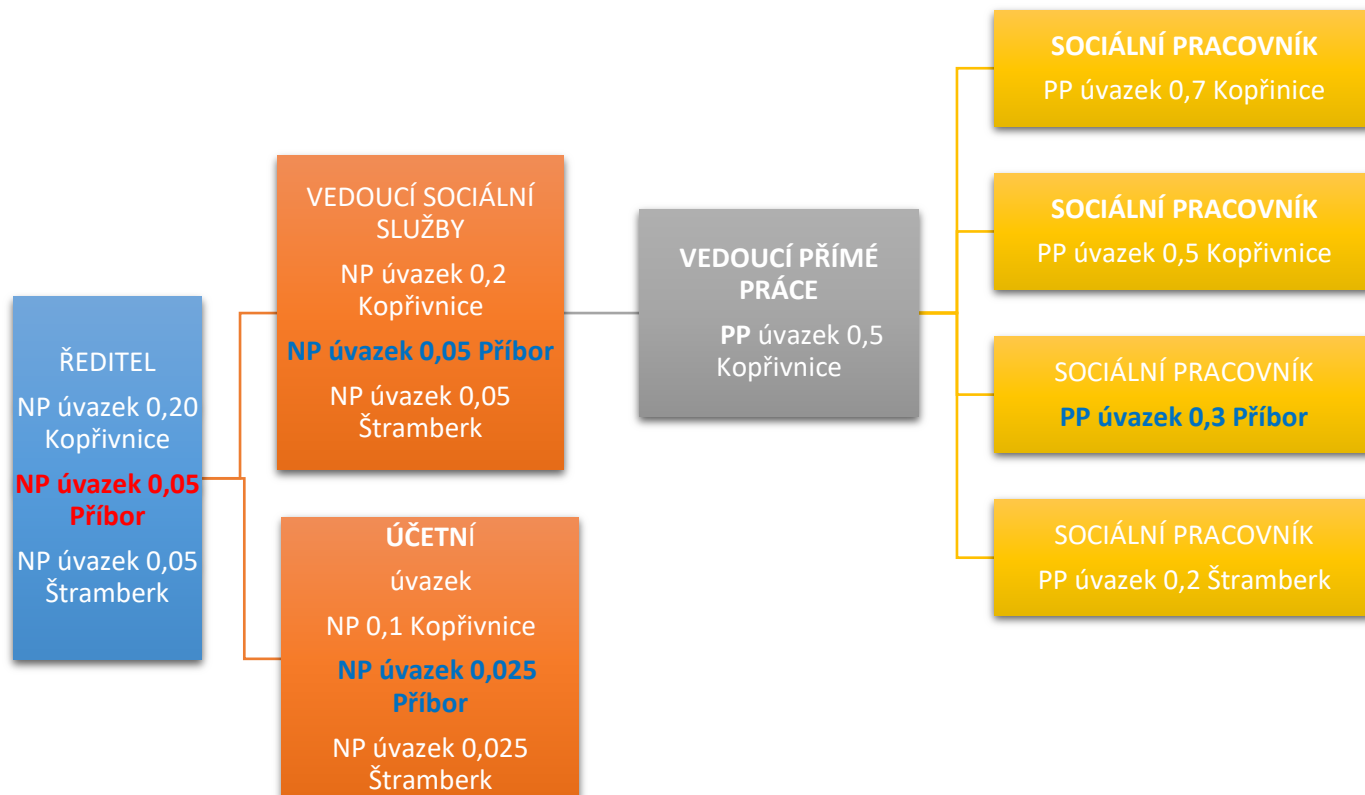 ŘEDITEL
NP úvazek 0,20
Kopřivnice
NP úvazek 0,05
Příbor
NP úvazek 0,05
Štramberk
VEDOUCÍ SOCIÁLNÍ
SLUŽBY
NP úvazek 0,2
Kopřivnice
NP úvazek 0,05 Příbor
NP úvazek 0,05
Štramberk
ÚČETNÍ
úvazek
NP 0,1 Kopřivnice
NP úvazek 0,025
Příbor
NP úvazek 0,025
Štramberk
VEDOUCÍ PŘÍMÉ
PRÁCE
PP úvazek 0,5
Kopřivnice
SOCIÁLNÍ PRACOVNÍK
PP úvazek 0,7 Kopřinice
SOCIÁLNÍ PRACOVNÍK
PP úvazek 0,5 Kopřivnice
SOCIÁLNÍ PRACOVNÍK
PP úvazek 0,3 Příbor
SOCIÁLNÍ PRACOVNÍK
PP úvazek 0,2 Štramberk